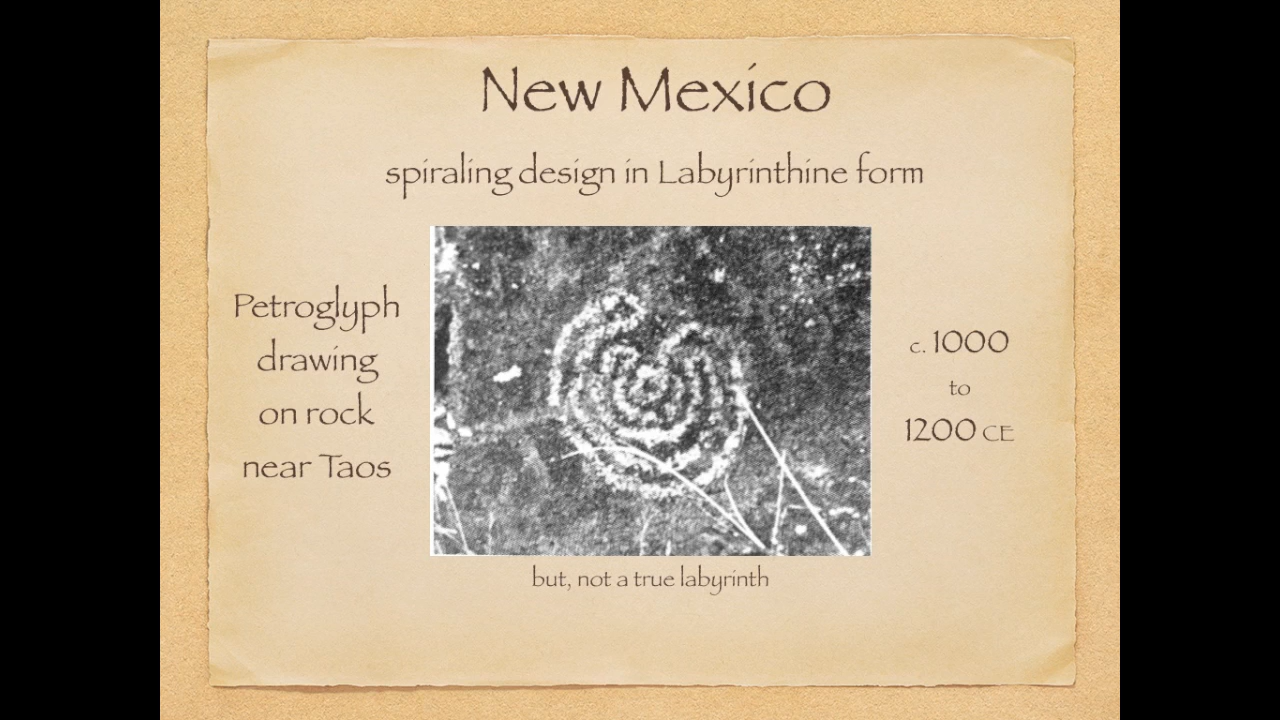 New Mexico
spiraling design in Labyrinthine form
Petroglyph
drawing
on rock
near Taos
c. 1000
to
1200 CE
but, not a true labyrinth